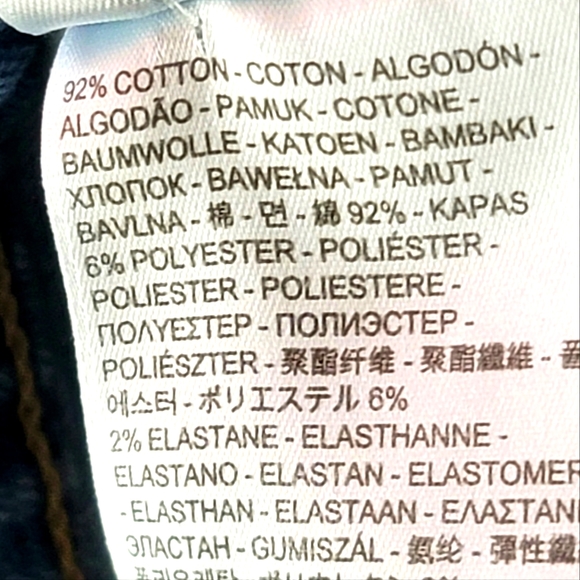 92% COTTON - COTON - ALGODÓN -
ALGODÃO - PAMUK - COTONE -
BAUMWOLLE - KATOEN - BAMBAKI -
ХЛОПОК - BAWEŁNA - PAMUT -
BAVLNA - 棉 - 면 - 綿 92% - KAPAS
6% POLYESTER - POLIÉSTER -
POLIESTER - POLIESTERE -
ΠΟΛΥΕΣΤΕΡ - ПОЛИЭСТЕР -
POLIÉSZTER - 聚酯纤维 - 聚酯纖維 -
에스터 - ポリエステル 6%
2% ELASTANE - ELASTHANNE -
ELASTANO - ELASTAN - ELASTOMER
- ELASTHAN - ELASTAAN - ΕΛΑΣΤΑΝ
ЭЛАСТАН - GUMISZÁL - 氨纶 - 彈性纖